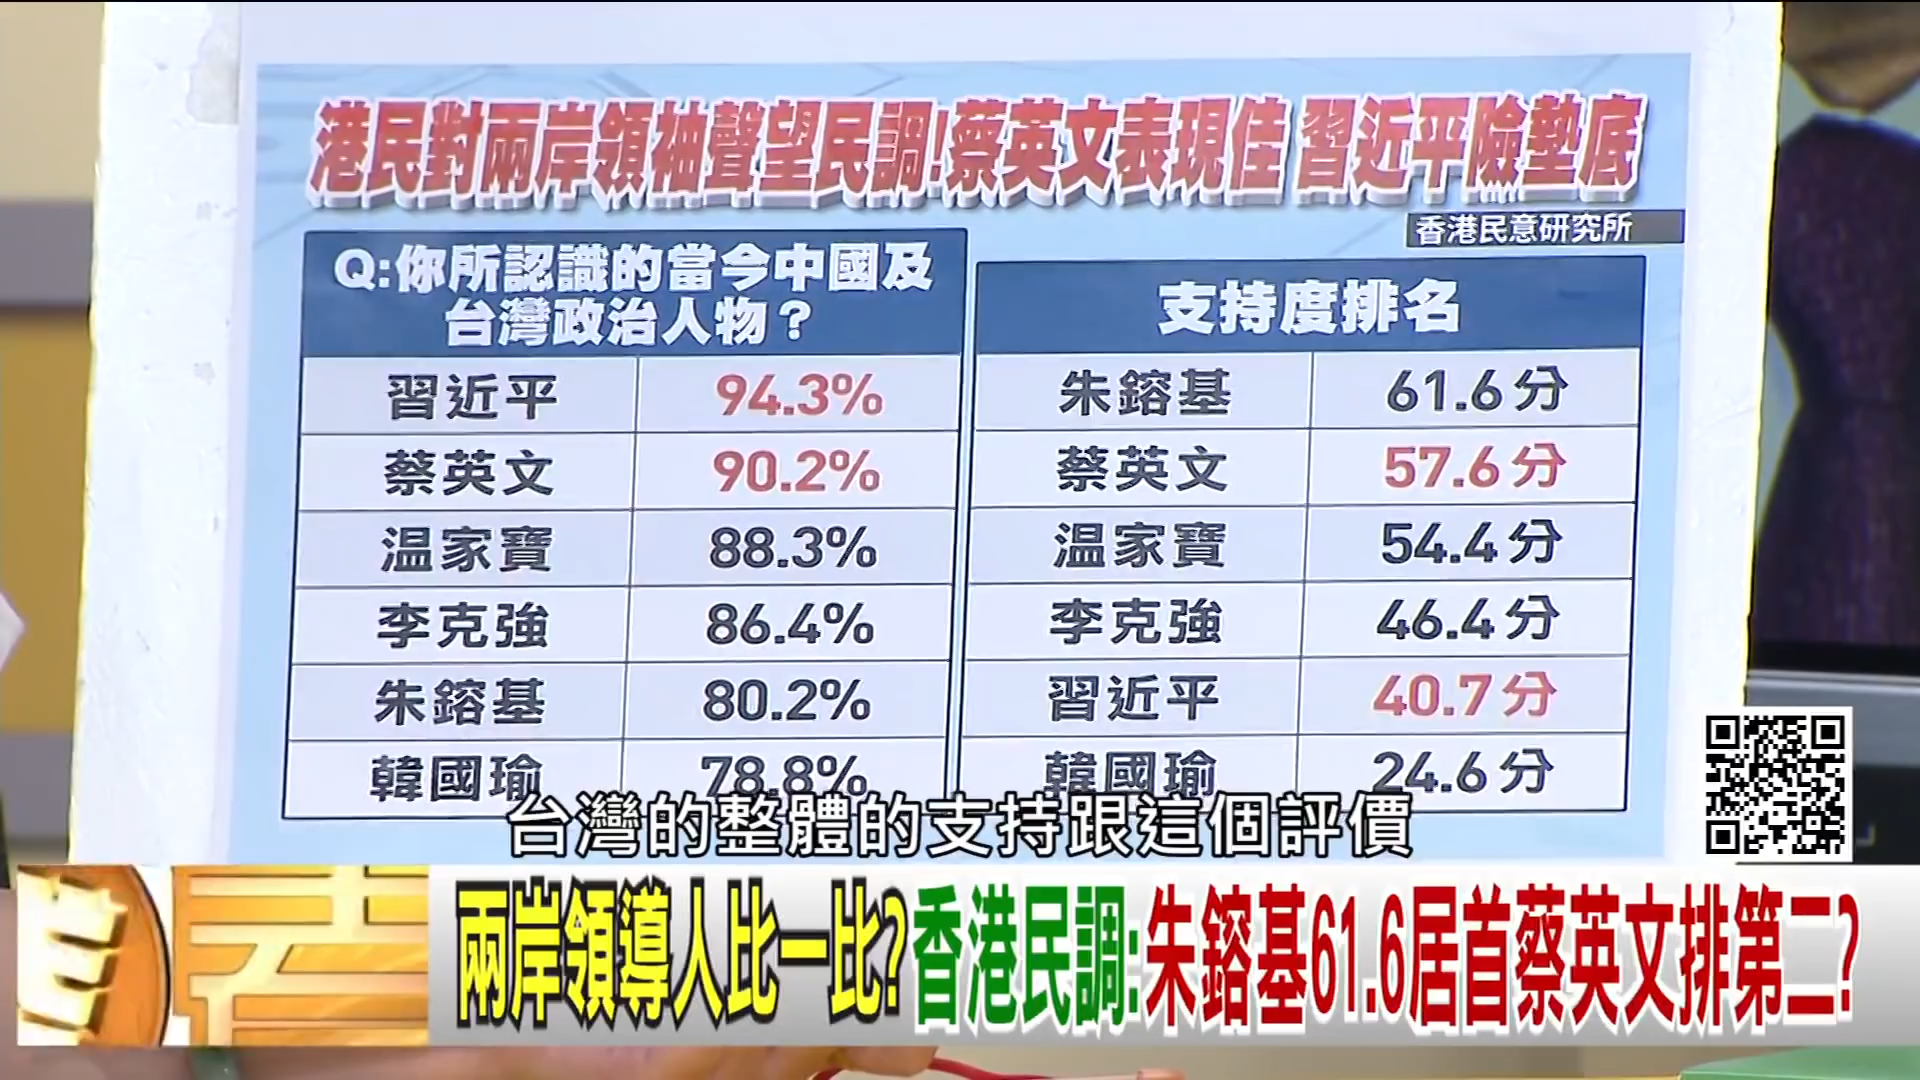 港民對兩岸領袖聲望民調!蔡英文表現佳 習近平險墊底
香港民意研究所
Q:你所認識的當今中國及
台灣政治人物？
習近平 94.3%
蔡英文 90.2%
温家寶 88.3%
李克強 86.4%
朱鎔基 80.2%
韓國瑜 78.8%
支持度排名
朱鎔基 61.6分
蔡英文 57.6分
温家寶 54.4分
李克強 46.4分
習近平 40.7分
韓國瑜 24.6分
台灣的整體的支持跟這個評價
兩岸領導人比一比?香港民調:朱鎔基61.6居首蔡英文排第二?